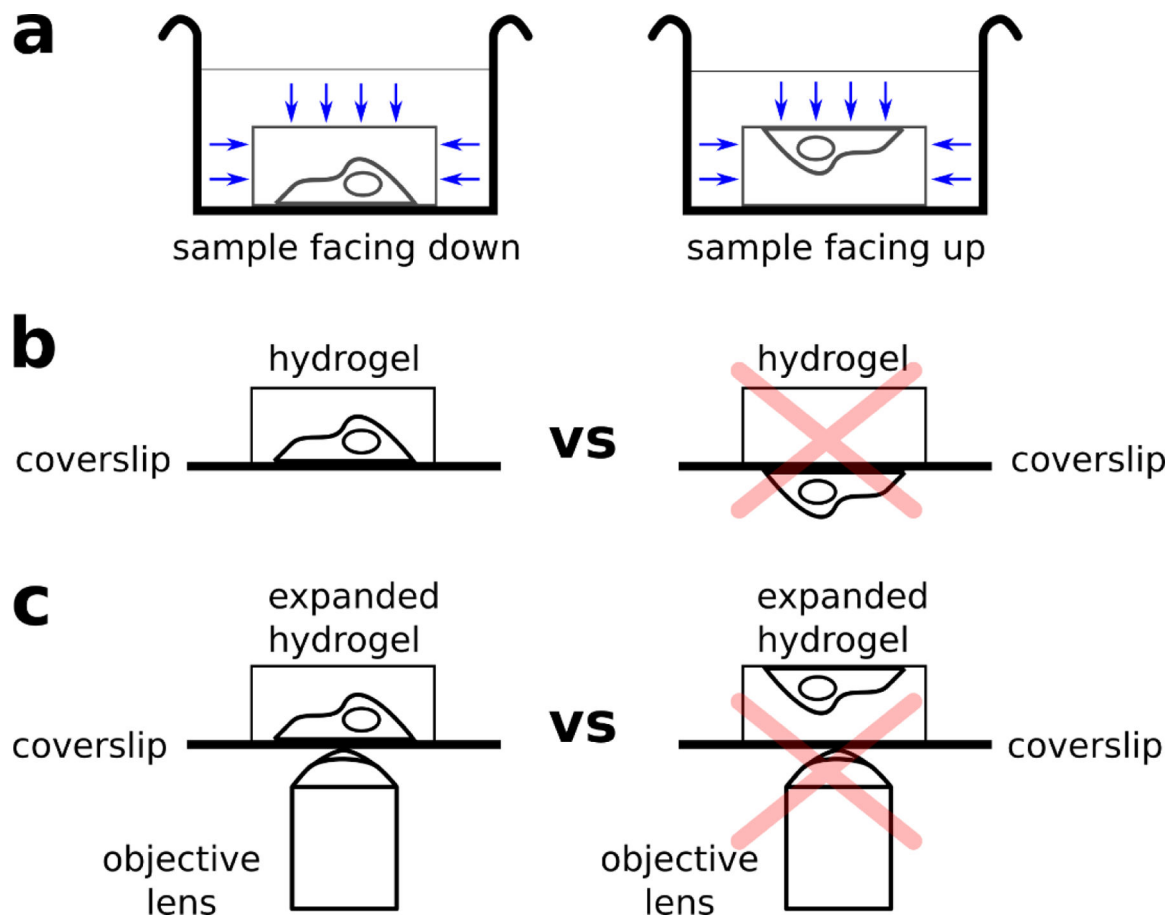 a
sample facing down
sample facing up
b
hydrogel
hydrogel
coverslip
vs
coverslip
c
expanded
hydrogel
expanded
hydrogel
coverslip
vs
coverslip
objective
lens
objective
lens